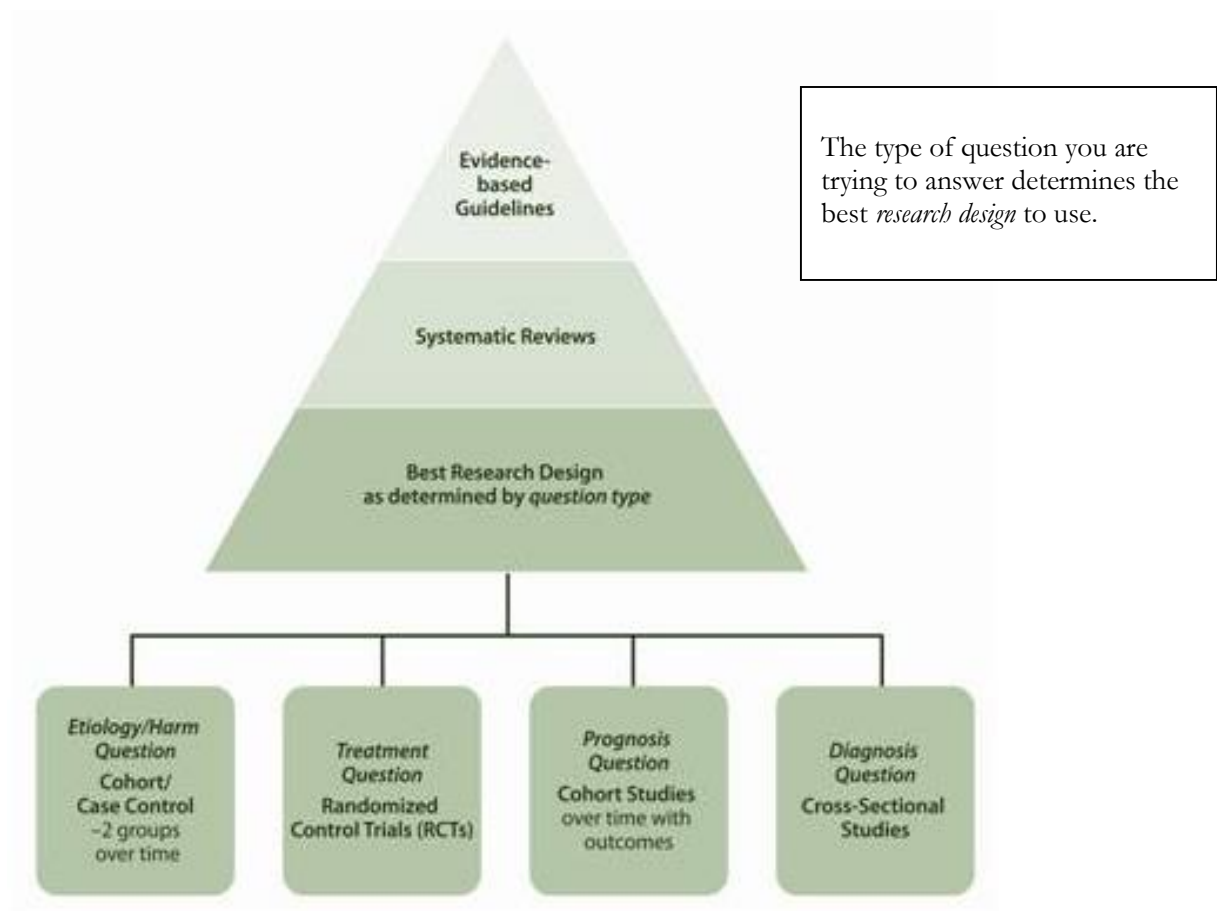 Evidence-
based
Guidelines
The type of question you are
trying to answer determines the
best research design to use.
Systematic Reviews
Best Research Design
as determined by question type
Etiology/Harm
Question
Cohort/
Case Control
–2 groups
over time
Treatment
Question
Randomized
Control Trials (RCTs)
Prognosis
Question
Cohort Studies
over time with
outcomes
Diagnosis
Question
Cross-Sectional
Studies